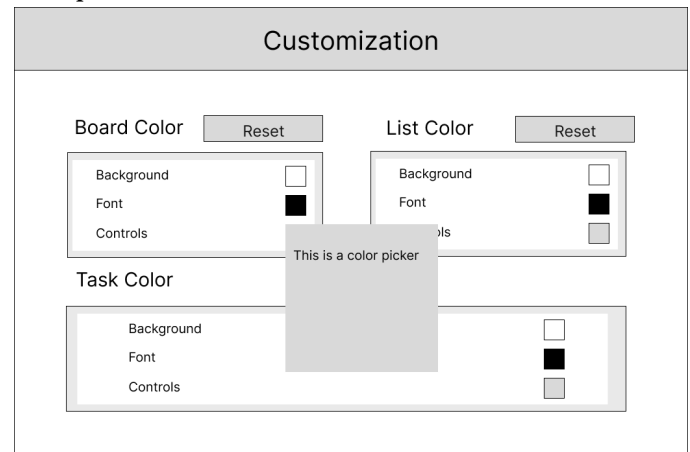 Customization
Board Color
Reset
Background
Font
Controls
List Color
Reset
Background
Font
ols
This is a color picker
Task Color
Background
Font
Controls